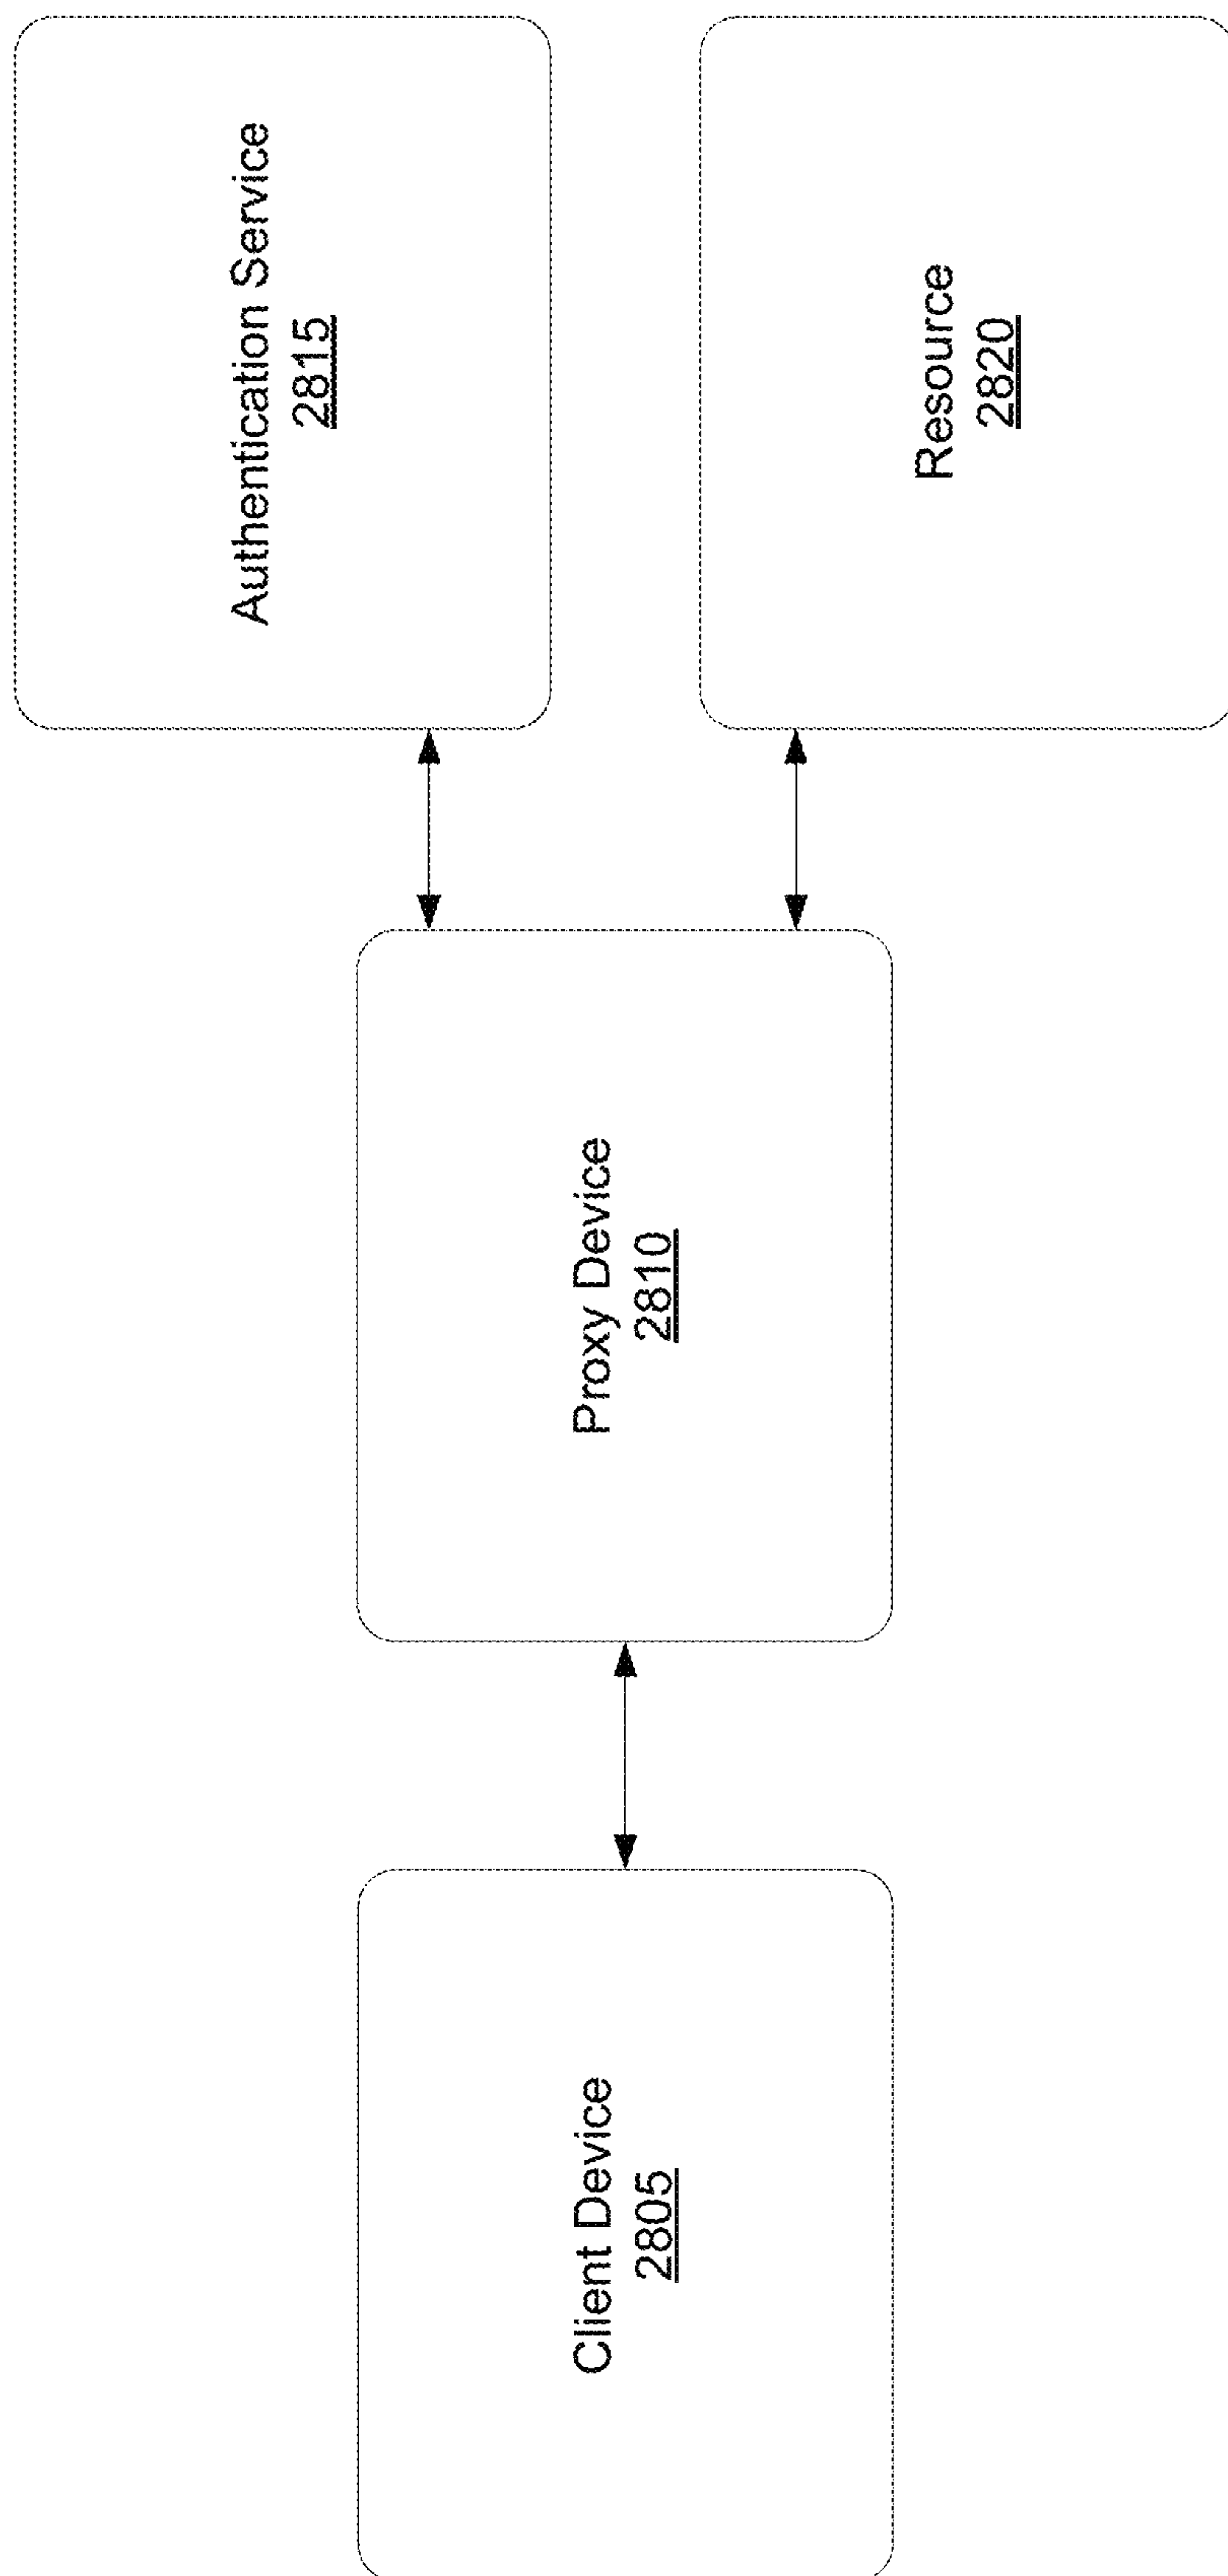 Client Device
2805
Proxy Device
2810
Authentication Service
2815
Resource
2820